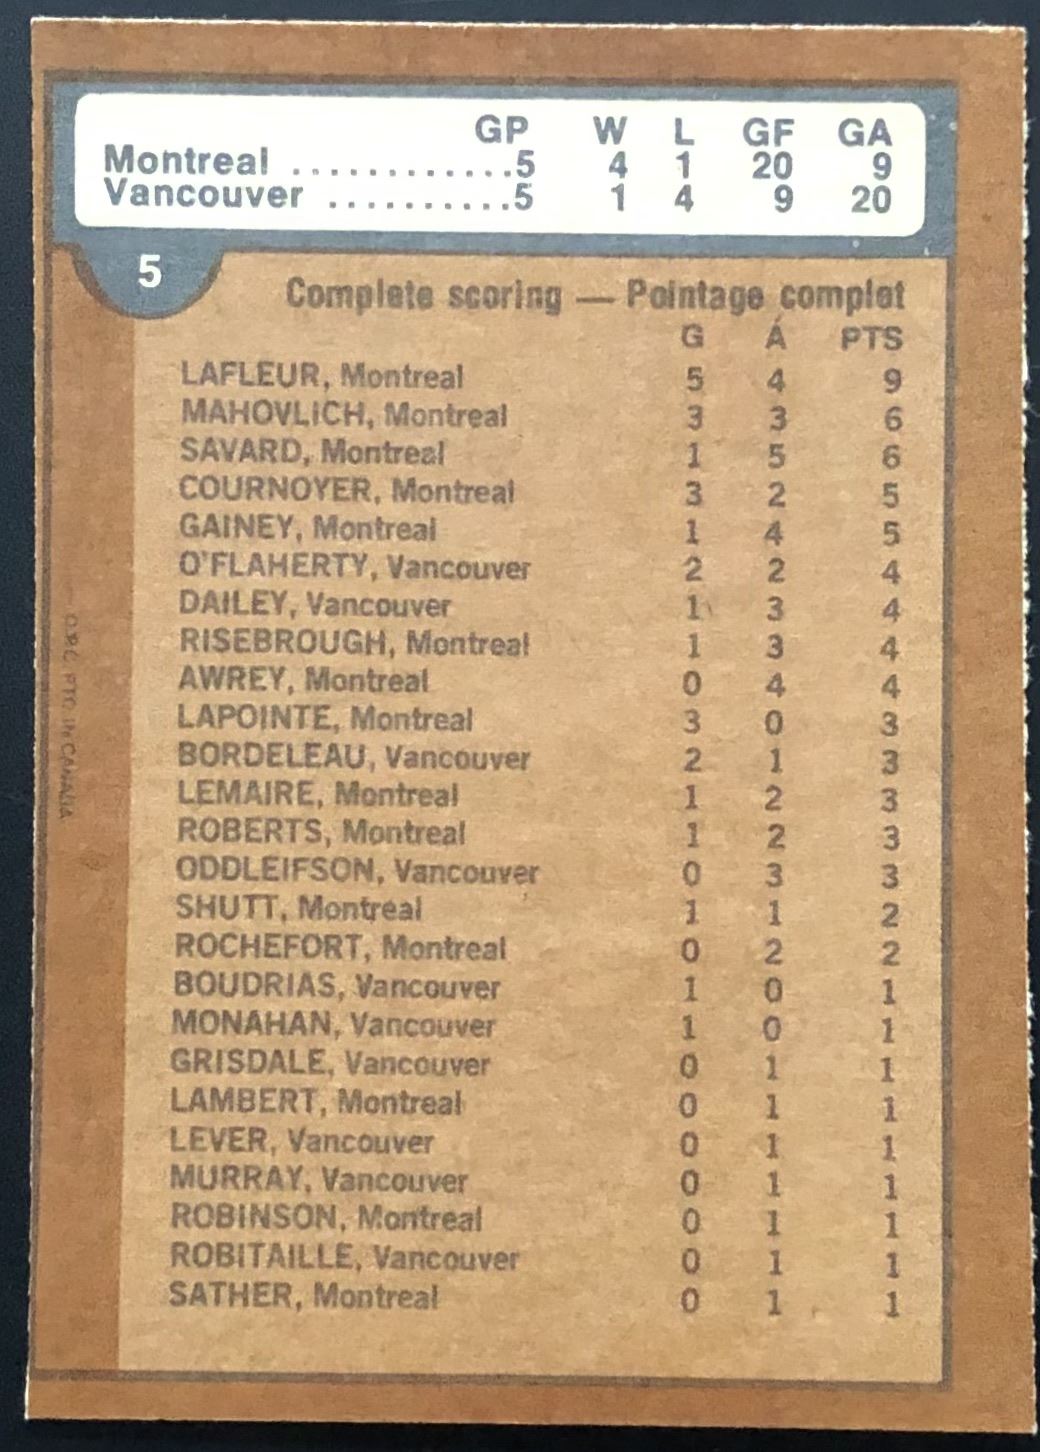 GP W L GF GA
Montreal ............5 4 1 20 9
Vancouver ..........5 1 4 9 20
5
Complete scoring — Pointage complet
G A PTS
LAFLEUR, Montreal 5 4 9
MAHOVLICH, Montreal 3 3 6
SAVARD, Montreal 1 5 6
COURNOYER, Montreal 3 2 5
GAINEY, Montreal 1 4 5
O'FLAHERTY, Vancouver 2 2 4
DAILEY, Vancouver 1 3 4
RISEBROUGH, Montreal 1 3 4
AWREY, Montreal 0 4 4
LAPOINTE, Montreal 3 0 3
BORDELEAU, Vancouver 2 1 3
LEMAIRE, Montreal 1 2 3
ROBERTS, Montreal 1 2 3
ODDLEIFSON, Vancouver 0 3 3
SHUTT, Montreal 1 1 2
ROCHEFORT, Montreal 0 2 2
BOUDRIAS, Vancouver 1 0 1
MONAHAN, Vancouver 1 0 1
GRISDALE, Vancouver 0 1 1
LAMBERT, Montreal 0 1 1
LEVER, Vancouver 0 1 1
MURRAY, Vancouver 0 1 1
ROBINSON, Montreal 0 1 1
ROBITAILLE, Vancouver 0 1 1
SATHER, Montreal 0 1 1
O.P.C. PTD. IN CANADA